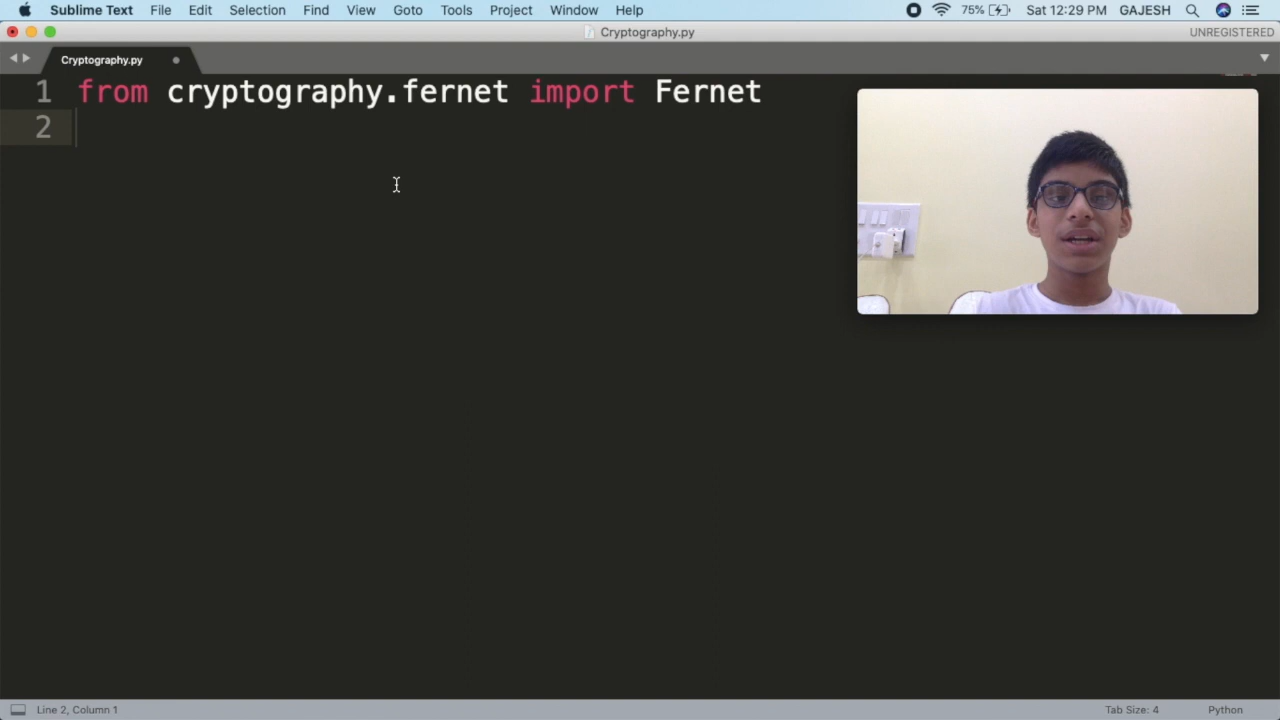 Sublime Text File Edit Selection Find View Goto Tools Project Window Help 75% Sat 12:29 PM GAJESH
Cryptography.py UNREGISTERED
Cryptography.py
1 from cryptography.fernet import Fernet
2
Line 2, Column 1 Tab Size: 4 Python